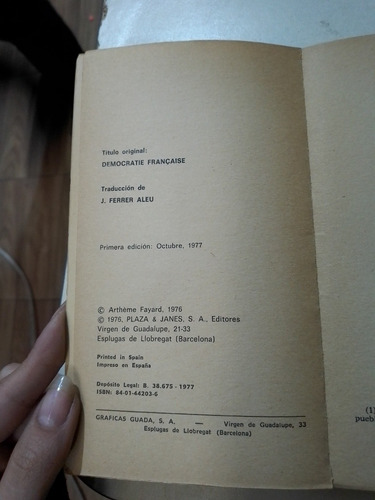 Título original:
DEMOCRATIE FRANÇAISE
Traducción de
J. FERRER ALEU
Primera edición: Octubre, 1977
© Arthème Fayard, 1976
© 1976, PLAZA & JANES, S. A., Editores
Virgen de Guadalupe, 21-33
Esplugas de Llobregat (Barcelona)
Printed in Spain
Impreso en España
Depósito Legal: B. 38.675 - 1977
ISBN: 84-01-44203-6
GRAFICAS GUADA, S. A. — Virgen de Guadalupe, 33
Esplugas de Llobregat (Barcelona)
(1)
pueb